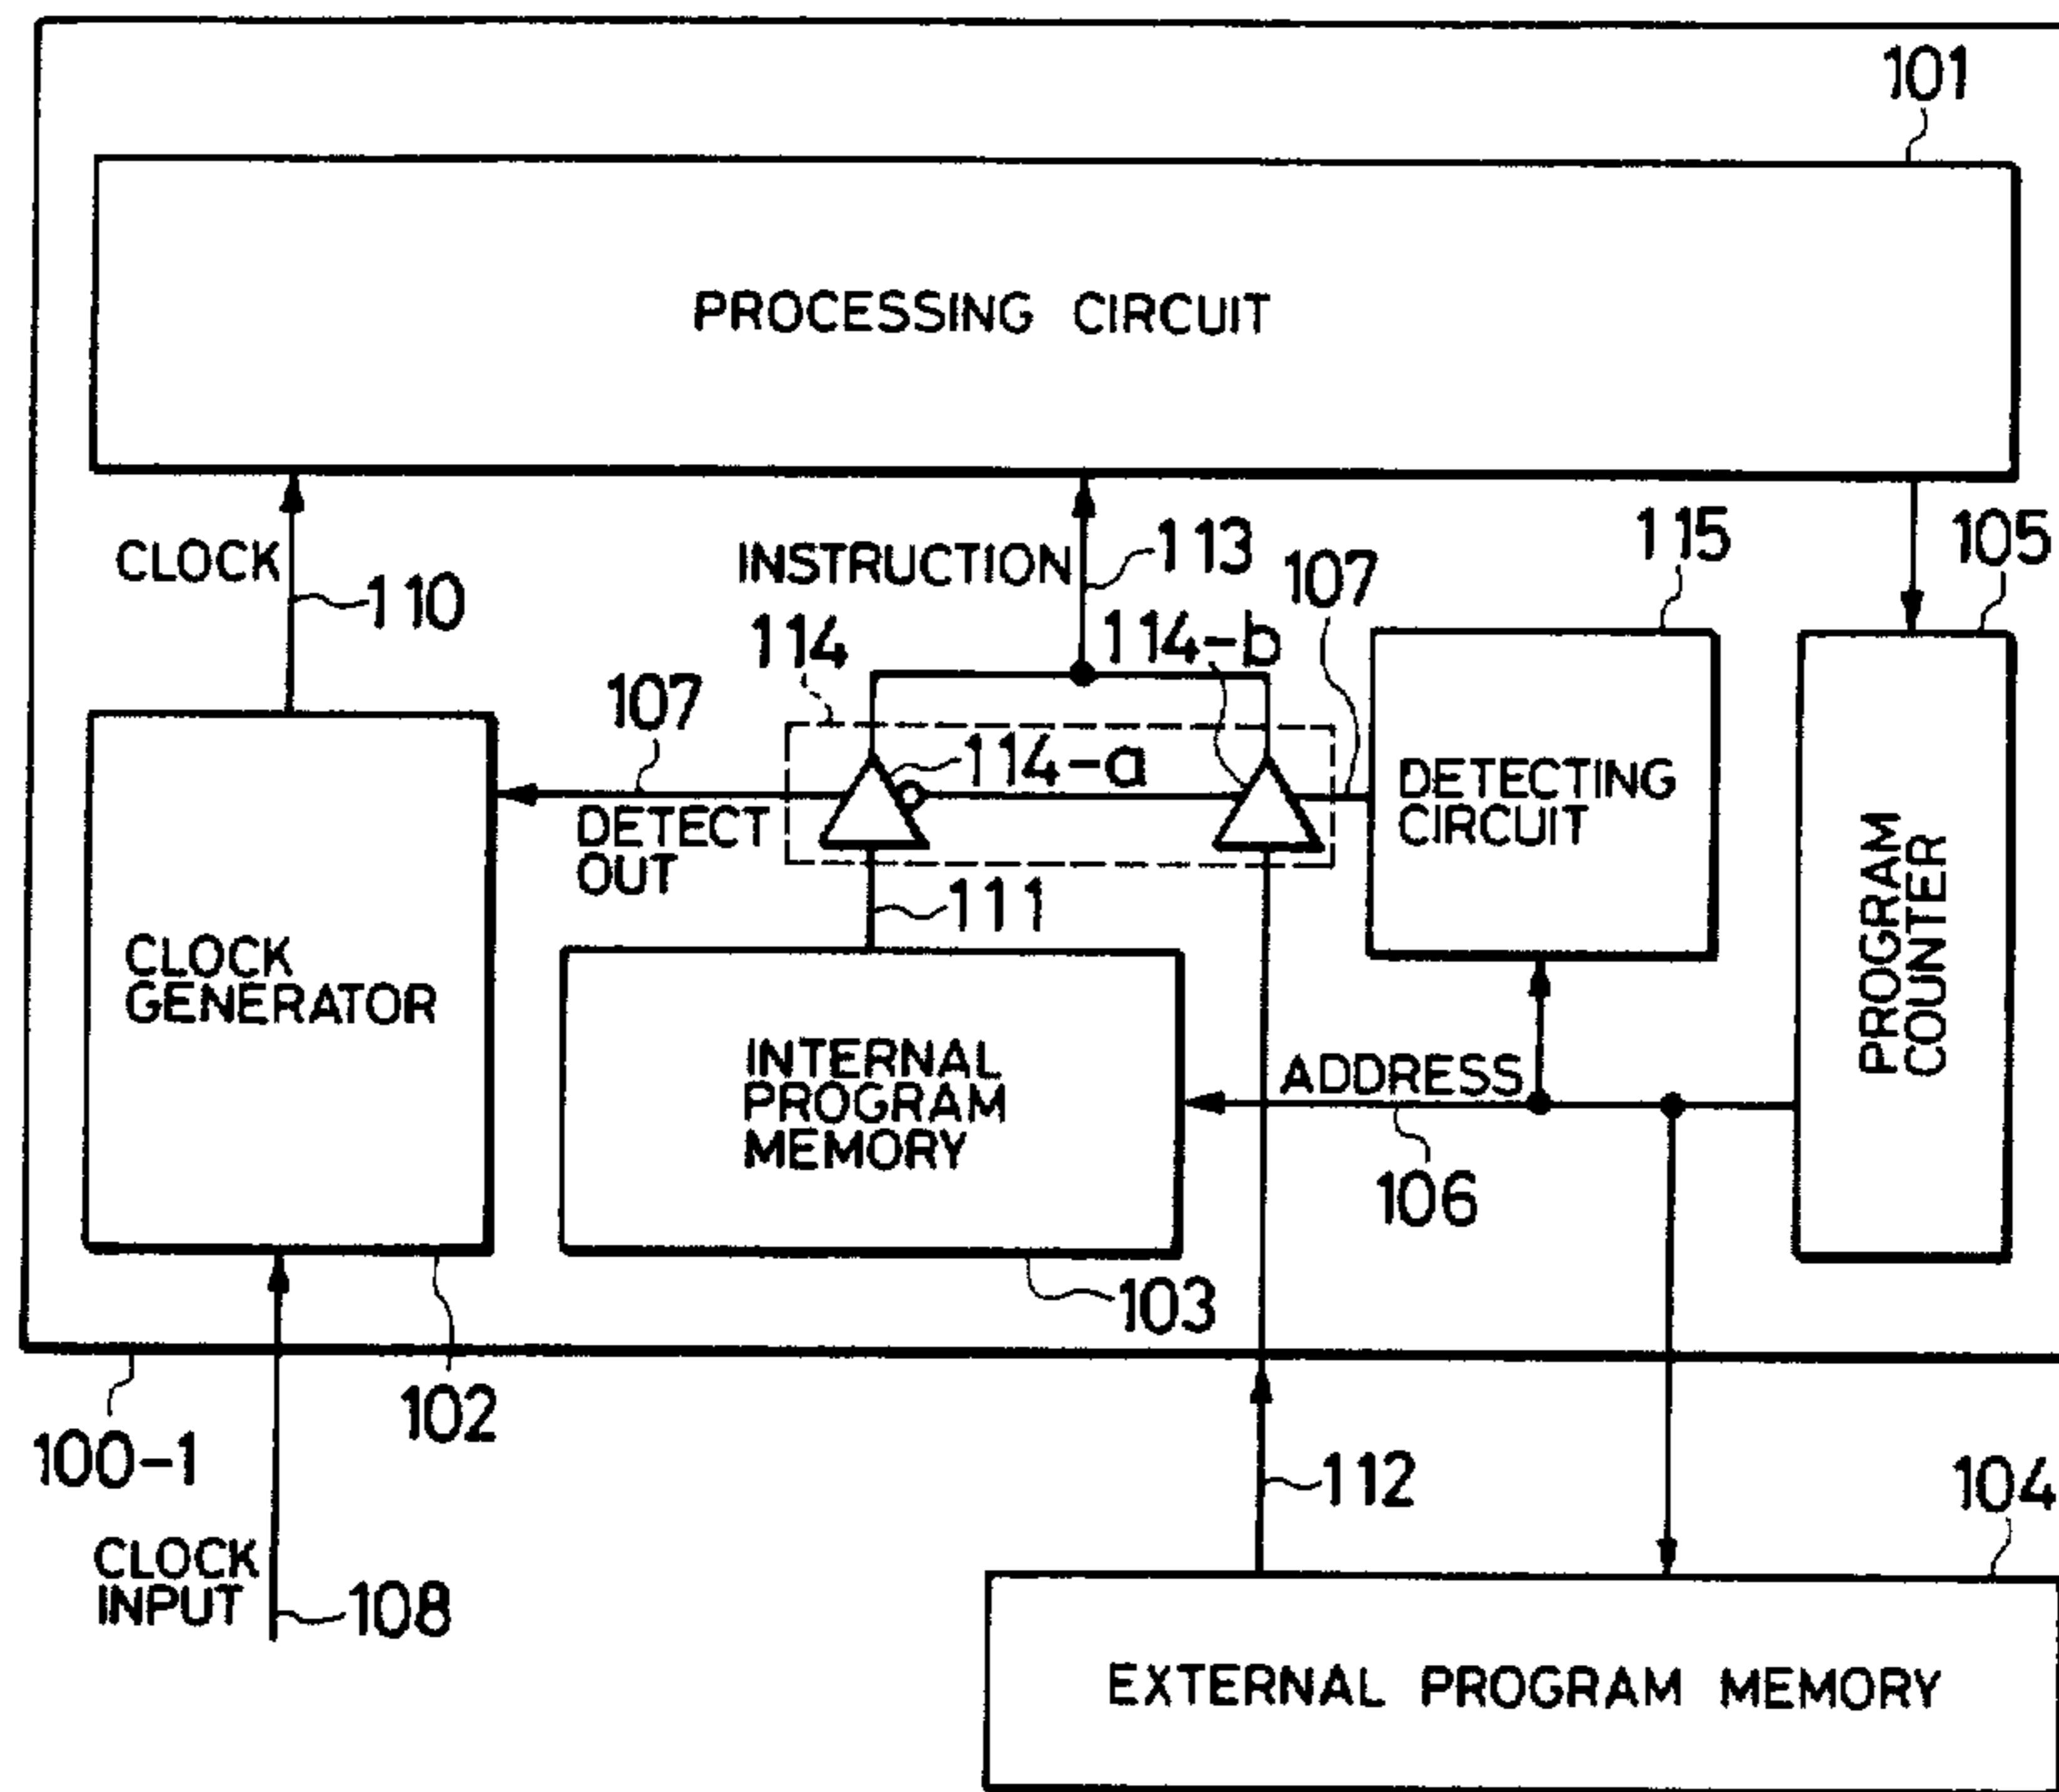 101
PROCESSING CIRCUIT
CLOCK
110
INSTRUCTION
113
115
105
107
114
114-b
107
114-a
DETECT
OUT
DETECTING
CIRCUIT
PROGRAM
COUNTER
111
CLOCK
GENERATOR
INTERNAL
PROGRAM
MEMORY
ADDRESS
106
103
102
100-1
112
104
CLOCK
INPUT
108
EXTERNAL PROGRAM MEMORY